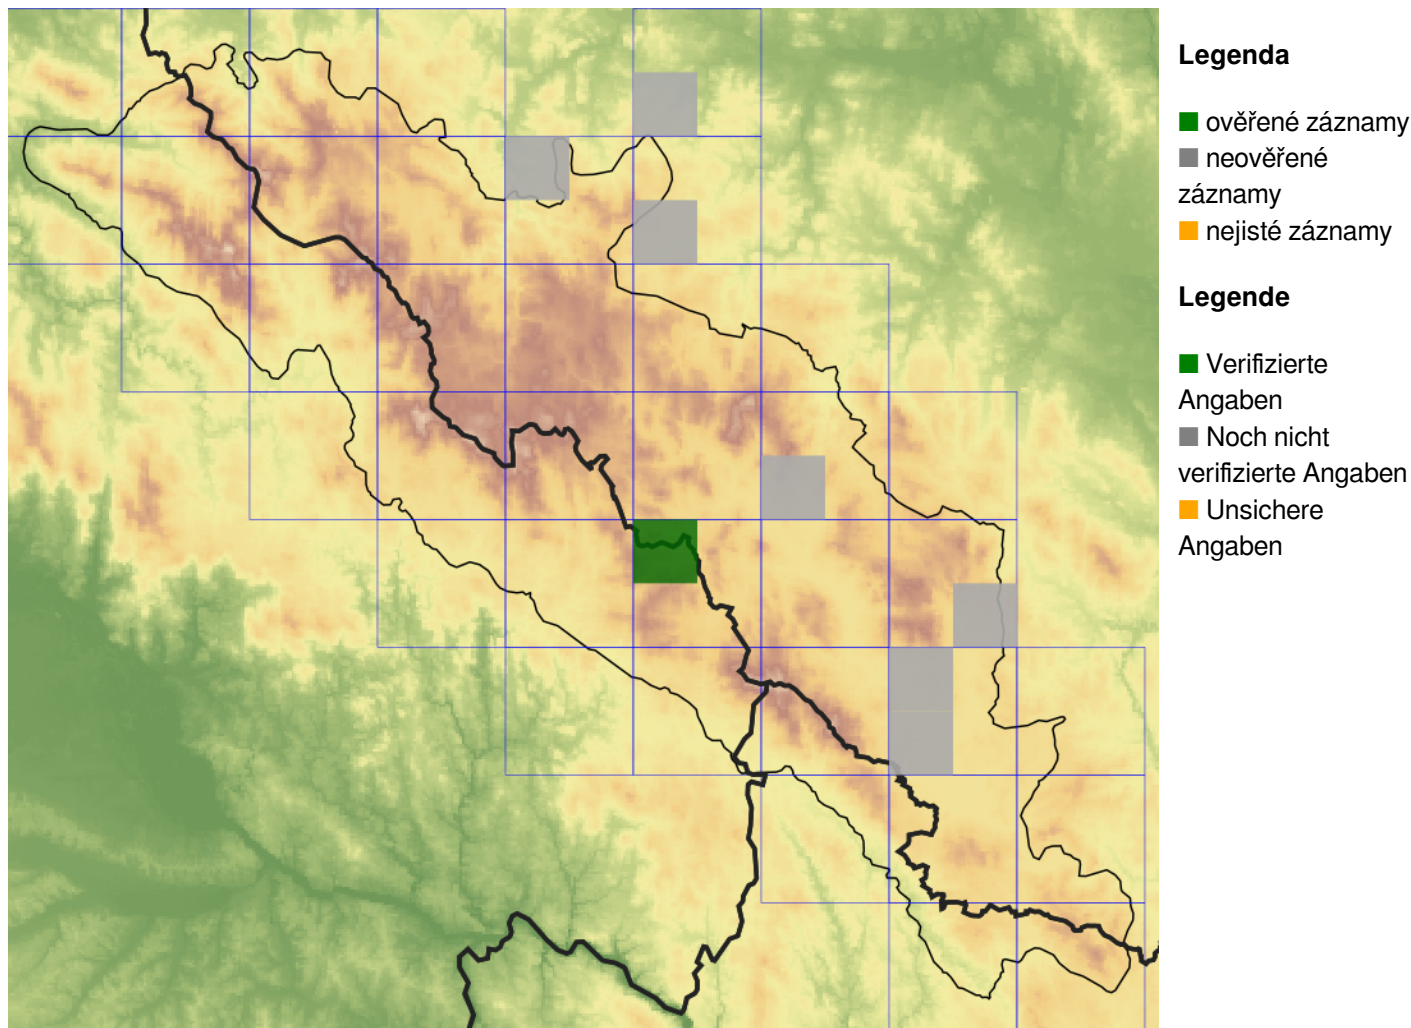 Legenda
ověřené záznamy
neověřené
záznamy
nejisté záznamy
Legende
Verifizierte
Angaben
Noch nicht
verifizierte Angaben
Unsichere
Angaben